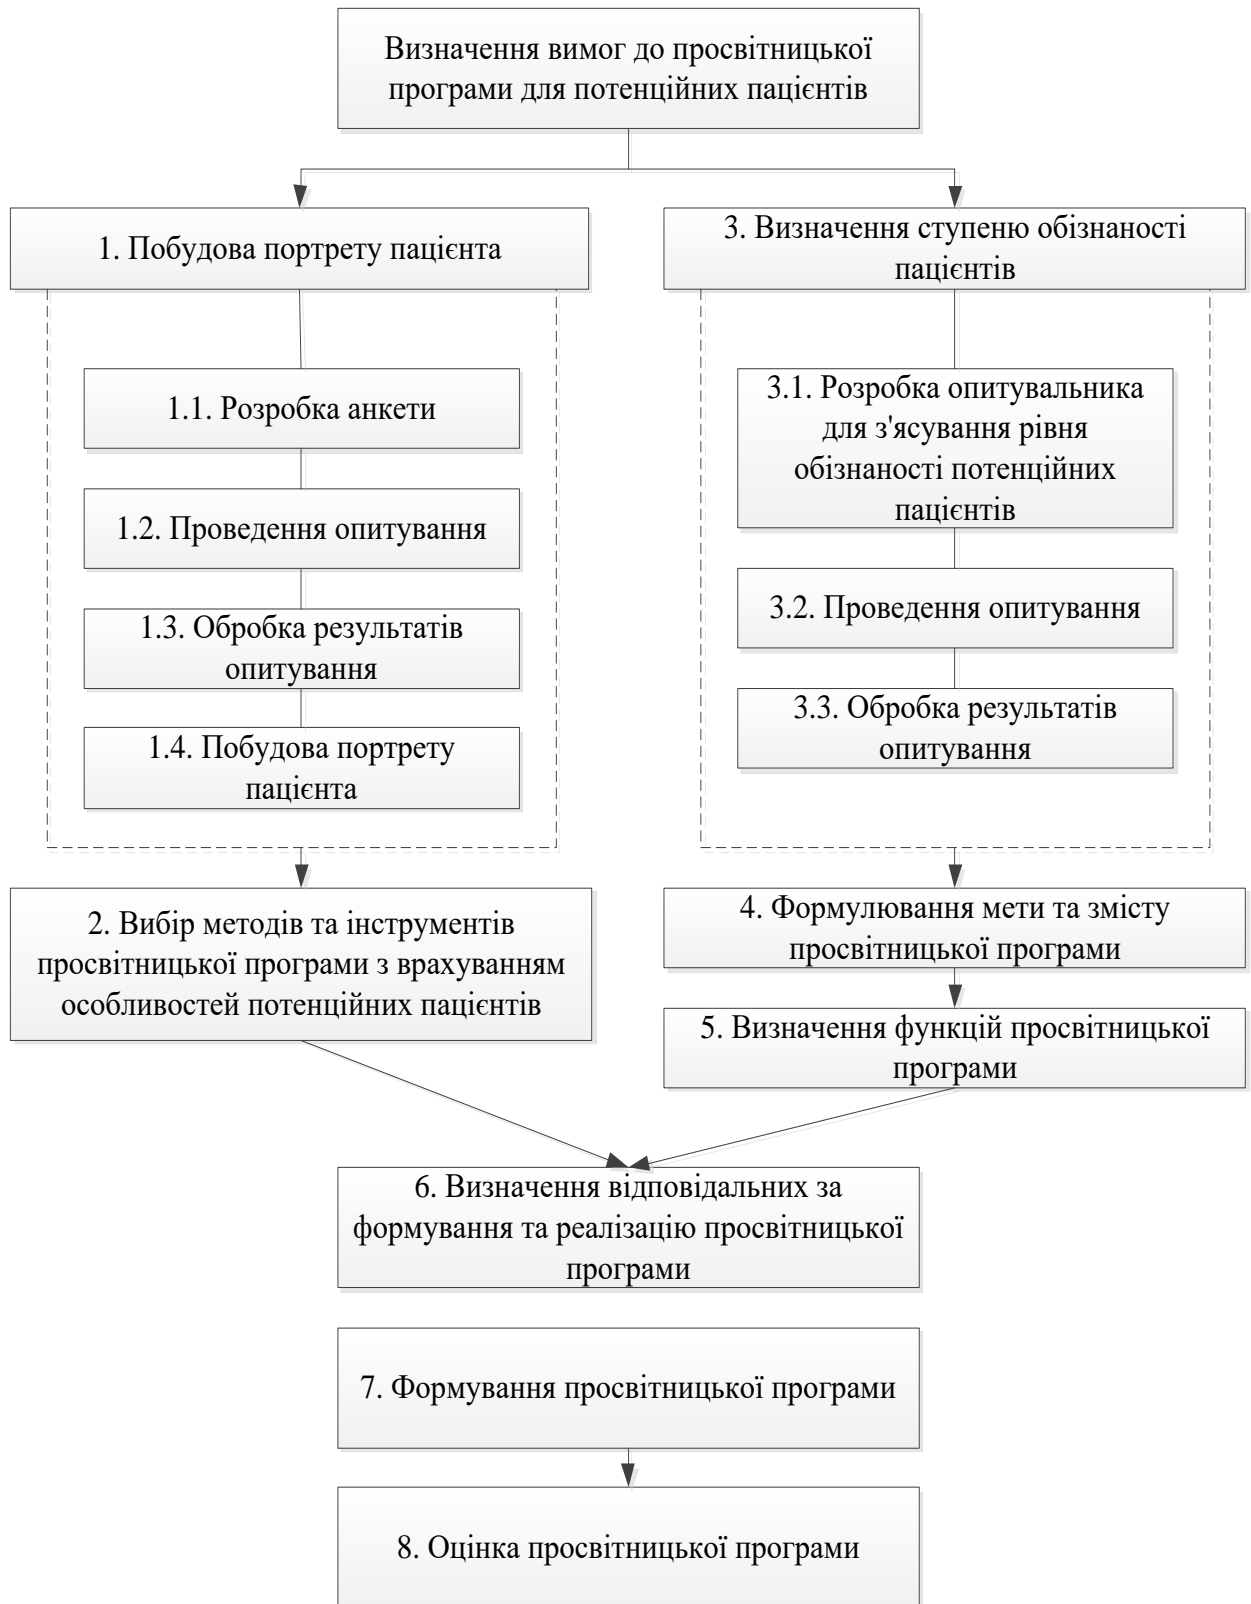 Визначення вимог до просвітницької
програми для потенційних пацієнтів
1. Побудова портрету пацієнта
1.1. Розробка анкети
1.2. Проведення опитування
1.3. Обробка результатів
опитування
1.4. Побудова портрету
пацієнта
2. Вибір методів та інструментів
просвітницької програми з врахуванням
особливостей потенційних пацієнтів
3. Визначення ступеню обізнаності
пацієнтів
3.1. Розробка опитувальника
для з'ясування рівня
обізнаності потенційних
пацієнтів
3.2. Проведення опитування
3.3. Обробка результатів
опитування
4. Формулювання мети та змісту
просвітницької програми
5. Визначення функцій просвітницької
програми
6. Визначення відповідальних за
формування та реалізацію просвітницької
програми
7. Формування просвітницької програми
8. Оцінка просвітницької програми